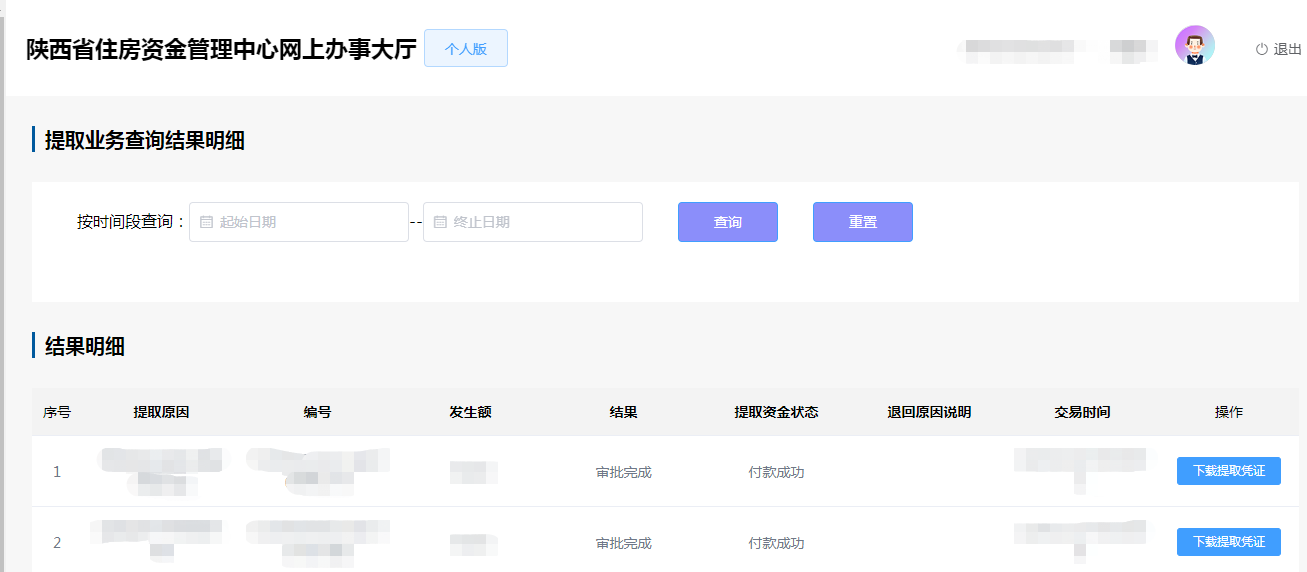 陕西省住房资金管理中心网上办事大厅 个人版 退出
提取业务查询结果明细
按时间段查询： 起始日期 -- 终止日期 查询 重置
结果明细
序号 提取原因 编号 发生额 结果 提取资金状态 退回原因说明 交易时间 操作
1 审批完成 付款成功 下载提取凭证
2 审批完成 付款成功 下载提取凭证